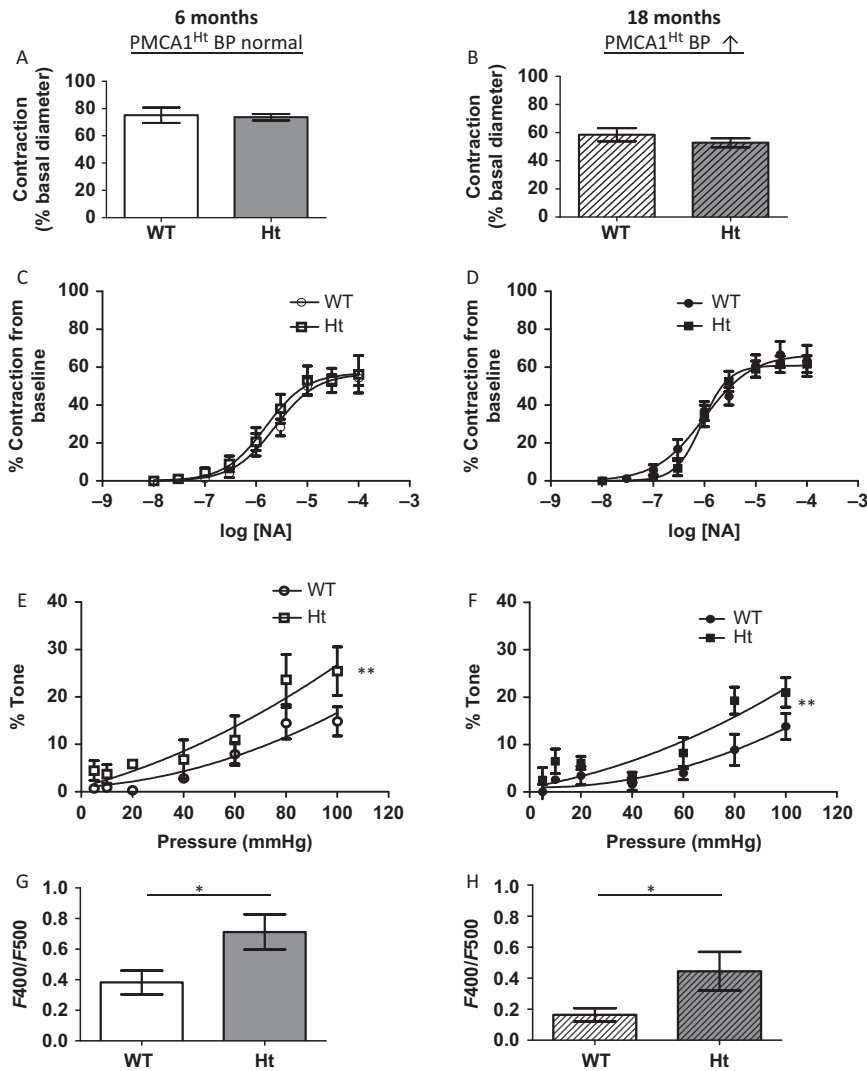 6 months
PMCA1Ht BP normal
18 months
PMCA1Ht BP ↑
A
Contraction
(% basal diameter)
100
80
60
40
20
0
WT
Ht
B
Contraction
(% basal diameter)
100
80
60
40
20
0
WT
Ht
C
% Contraction from
baseline
100
80
60
40
20
0
WT
Ht
–9 –8 –7 –6 –5 –4 –3
log [NA]
D
% Contraction from
baseline
100
80
60
40
20
0
WT
Ht
–9 –8 –7 –6 –5 –4 –3
log [NA]
E
% Tone
40
30
20
10
0
WT
Ht
**
0 20 40 60 80 100 120
Pressure (mmHg)
F
% Tone
40
30
20
10
0
WT
Ht
**
0 20 40 60 80 100 120
Pressure (mmHg)
G
F400/F500
1.0
0.8
0.6
0.4
0.2
0.0
*
WT
Ht
H
F400/F500
1.0
0.8
0.6
0.4
0.2
0.0
*
WT
Ht